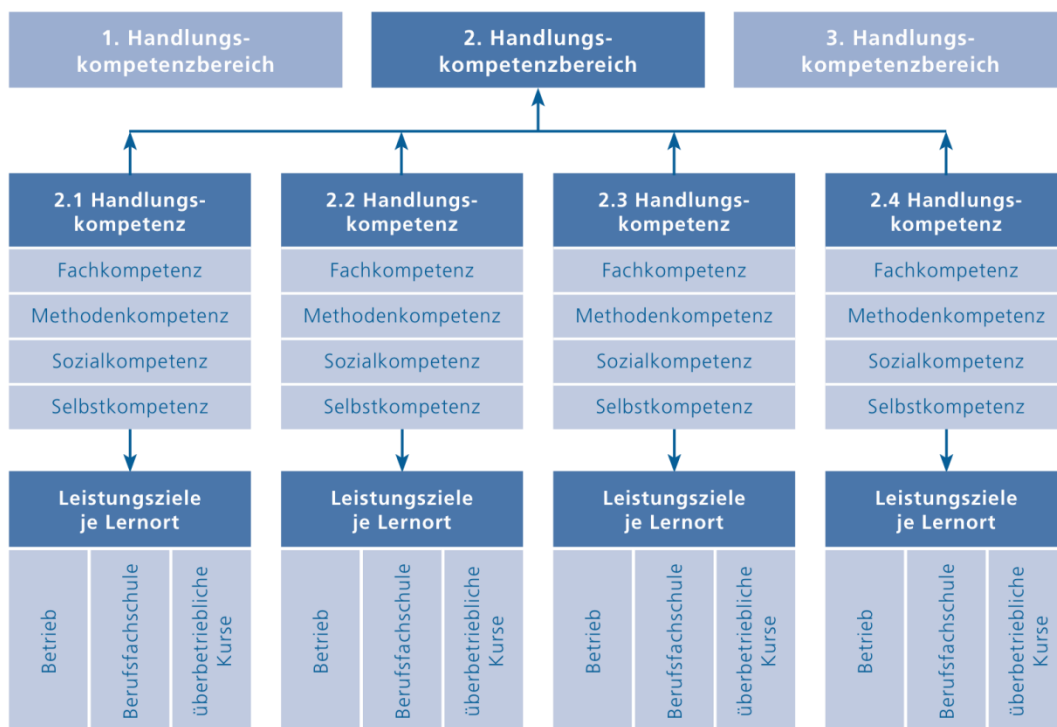 1. Handlungs-
kompetenzbereich
2. Handlungs-
kompetenzbereich
3. Handlungs-
kompetenzbereich
2.1 Handlungs-
kompetenz
Fachkompetenz
Methodenkompetenz
Sozialkompetenz
Selbstkompetenz
Leistungsziele
je Lernort
Betrieb
Berufsfachschule
überbetriebliche
Kurse
2.2 Handlungs-
kompetenz
Fachkompetenz
Methodenkompetenz
Sozialkompetenz
Selbstkompetenz
Leistungsziele
je Lernort
Betrieb
Berufsfachschule
überbetriebliche
Kurse
2.3 Handlungs-
kompetenz
Fachkompetenz
Methodenkompetenz
Sozialkompetenz
Selbstkompetenz
Leistungsziele
je Lernort
Betrieb
Berufsfachschule
überbetriebliche
Kurse
2.4 Handlungs-
kompetenz
Fachkompetenz
Methodenkompetenz
Sozialkompetenz
Selbstkompetenz
Leistungsziele
je Lernort
Betrieb
Berufsfachschule
überbetriebliche
Kurse